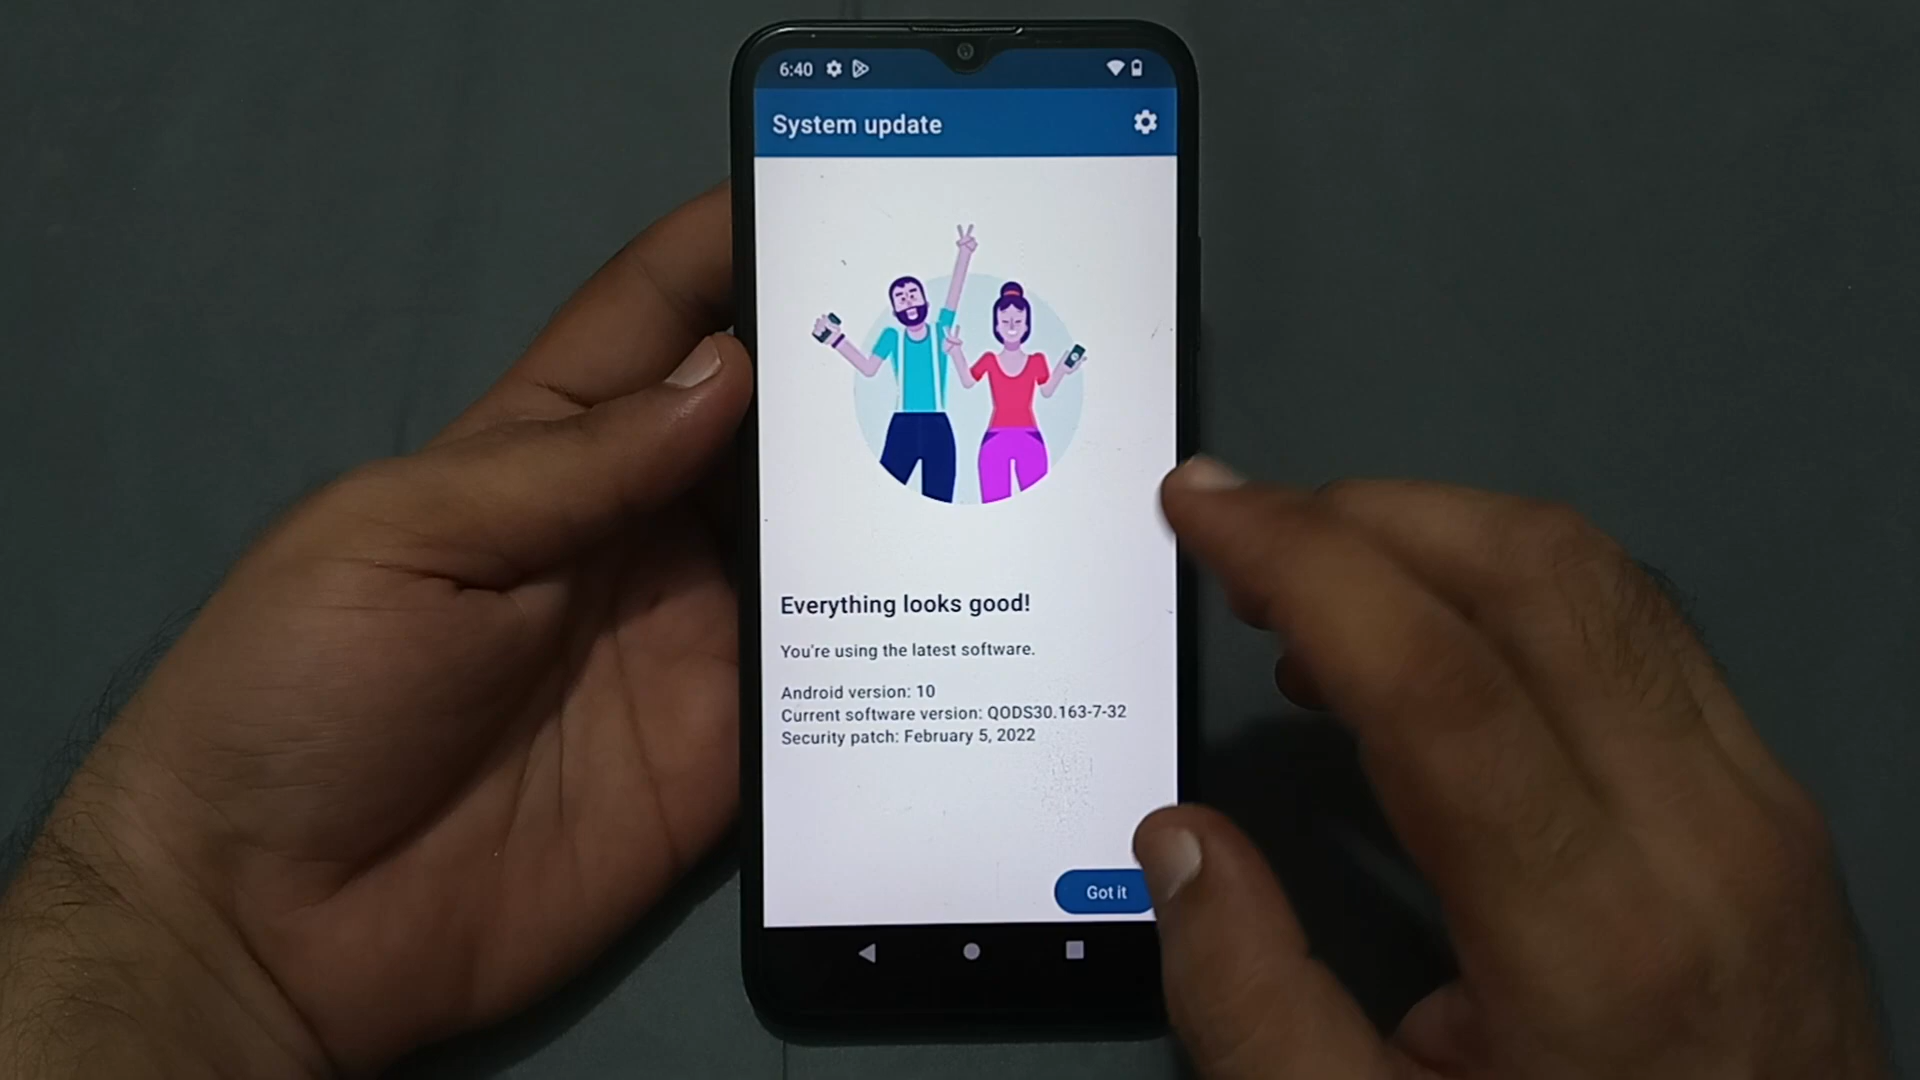 6:40
System update
Everything looks good!
You're using the latest software.
Android version: 10
Current software version: QODS30.163-7-32
Security patch: February 5, 2022
Got it